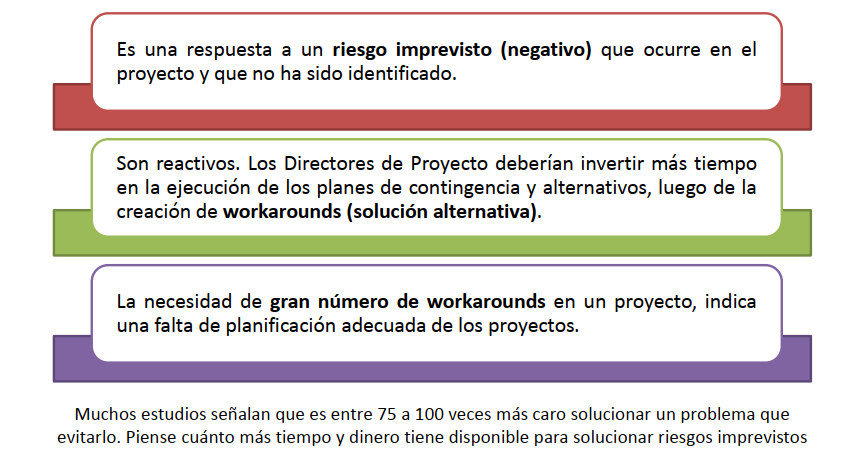 Es una respuesta a un riesgo imprevisto (negativo) que ocurre en el
proyecto y que no ha sido identificado.
Son reactivos. Los Directores de Proyecto deberían invertir más tiempo
en la ejecución de los planes de contingencia y alternativos, luego de la
creación de workarounds (solución alternativa).
La necesidad de gran número de workarounds en un proyecto, indica
una falta de planificación adecuada de los proyectos.
Muchos estudios señalan que es entre 75 a 100 veces más caro solucionar un problema que
evitarlo. Piense cuánto más tiempo y dinero tiene disponible para solucionar riesgos imprevistos